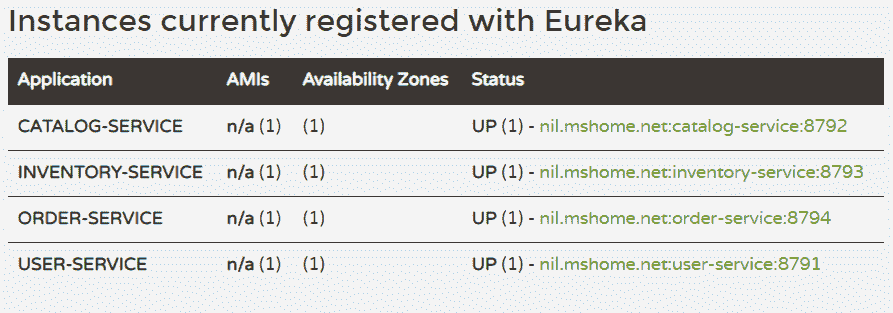 Instances currently registered with Eureka
Application AMIs Availability Zones Status
CATALOG-SERVICE n/a (1) (1) UP (1) - nil.mshome.net:catalog-service:8792
INVENTORY-SERVICE n/a (1) (1) UP (1) - nil.mshome.net:inventory-service:8793
ORDER-SERVICE n/a (1) (1) UP (1) - nil.mshome.net:order-service:8794
USER-SERVICE n/a (1) (1) UP (1) - nil.mshome.net:user-service:8791